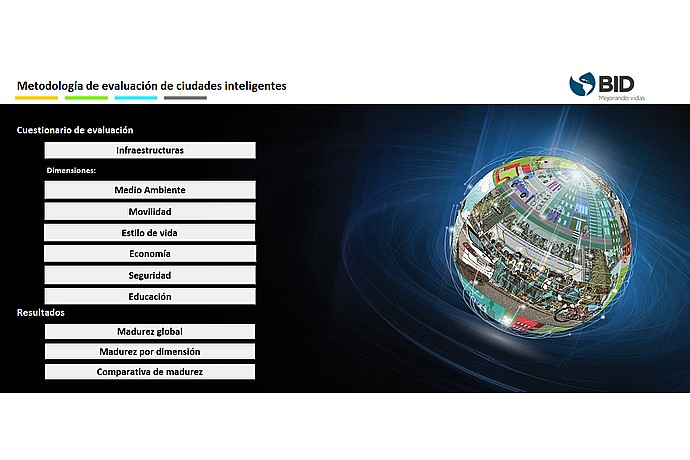 Metodología de evaluación de ciudades inteligentes
BID
Mejorando vidas
Cuestionario de evaluación
Infraestructuras
Dimensiones:
Medio Ambiente
Movilidad
Estilo de vida
Economía
Seguridad
Educación
Resultados
Madurez global
Madurez por dimensión
Comparativa de madurez